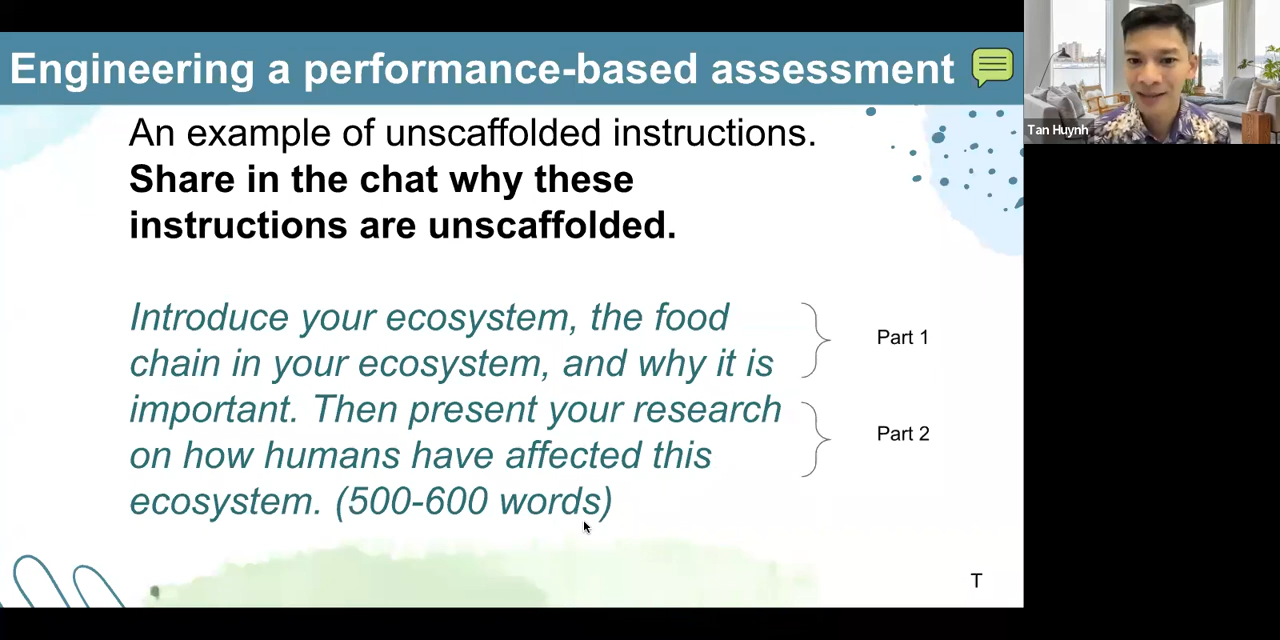 Engineering a performance-based assessment
Tan Huynh
An example of unscaffolded instructions.
Share in the chat why these
instructions are unscaffolded.
Introduce your ecosystem, the food
chain in your ecosystem, and why it is
important. Then present your research
on how humans have affected this
ecosystem. (500-600 words)
Part 1
Part 2
T